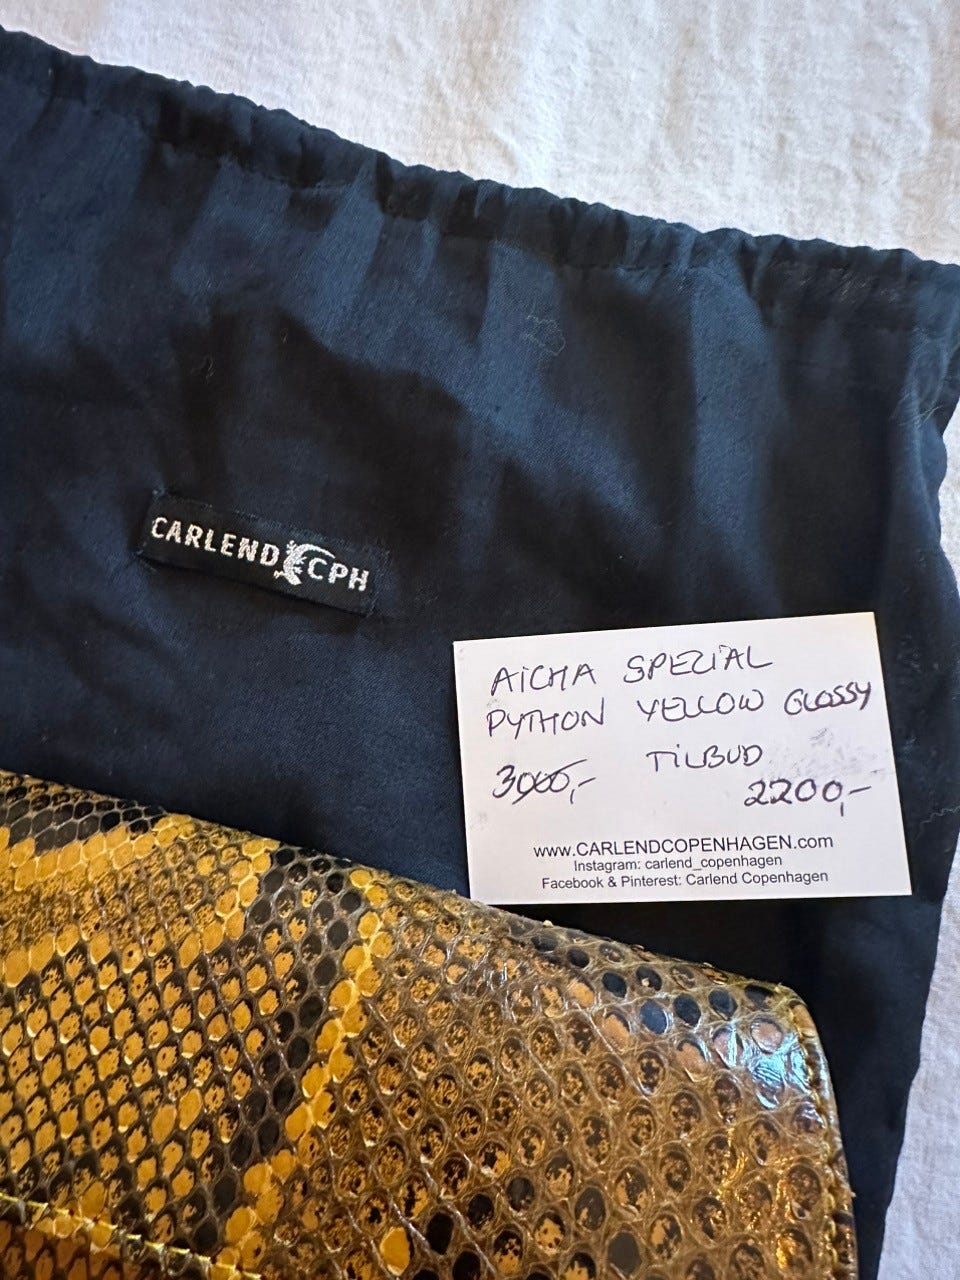 CARLEND CPH
AICHA SPEZIAL
PYTHON YELLOW GLOSSY
3000,- TILBUD
2200,-
www.CARLENDCOPENHAGEN.com
Instagram: carlend_copenhagen
Facebook & Pinterest: Carlend Copenhagen